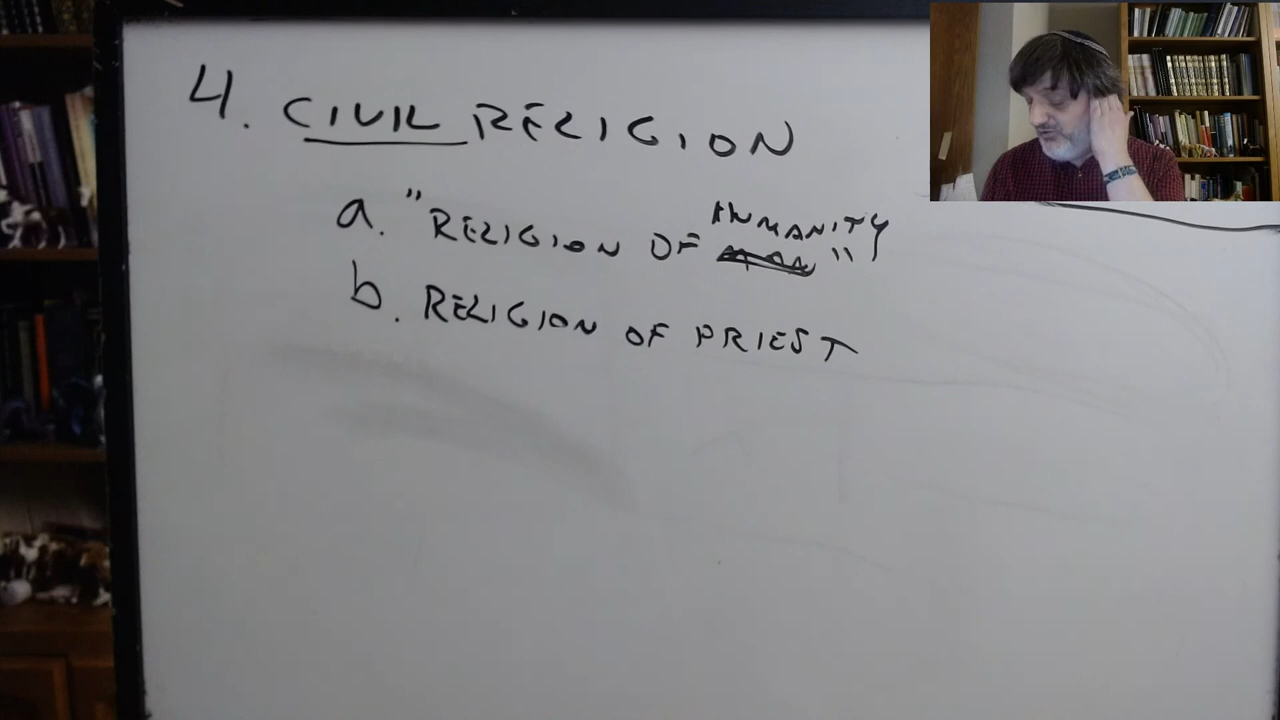 4. CIVIL RELIGION
a. "RELIGION OF HUMANITY"
b. RELIGION OF PRIEST